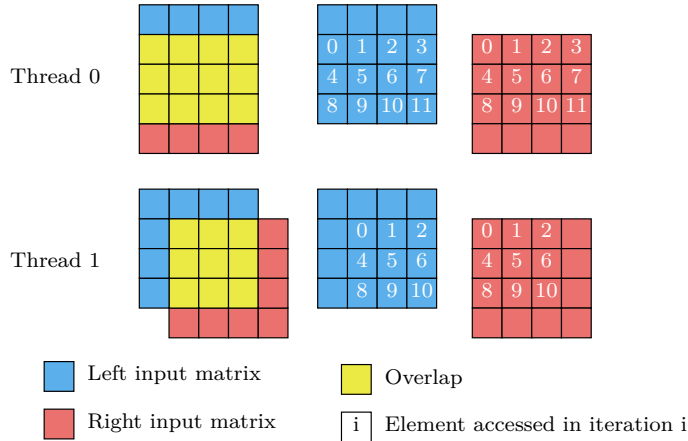 0 1 2 3
0 1 2 3
Thread 0
4 5 6 7
4 5 6 7
8 9 10 11
8 9 10 11
0 1 2
0 1 2
Thread 1
4 5 6
4 5 6
8 9 10
8 9 10
Left input matrix
Overlap
Right input matrix
i Element accessed in iteration i